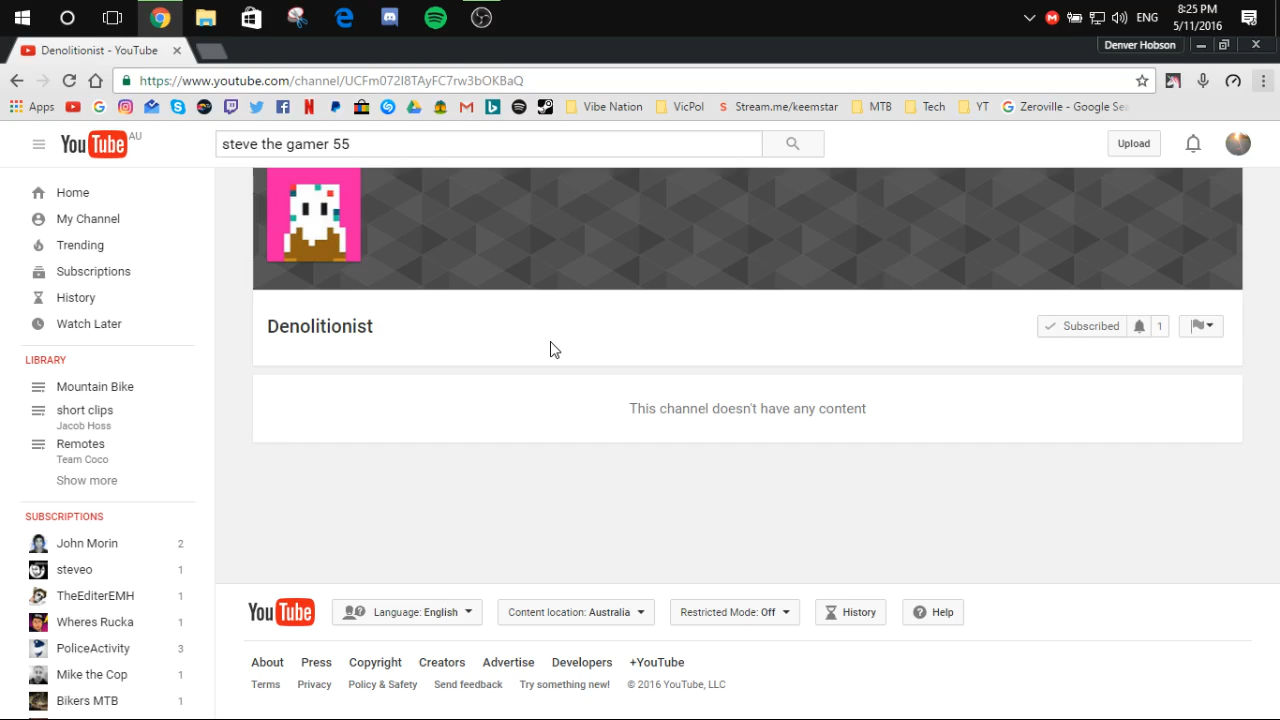 8:25 PM
ENG
5/11/2016
Denolitionist - YouTube
Denver Hobson
https://www.youtube.com/channel/UCFm072I8TAyFC7rw3bOKBaQ
Apps
Vibe Nation
VicPol
Stream.me/keemstar
MTB
Tech
YT
Zeroville - Google Sea
YouTube AU
steve the gamer 55
Upload
Home
My Channel
Trending
Subscriptions
History
Watch Later
LIBRARY
Mountain Bike
short clips
Jacob Hoss
Remotes
Team Coco
Show more
SUBSCRIPTIONS
John Morin 2
steveo 1
TheEditerEMH 1
Wheres Rucka 1
PoliceActivity 3
Mike the Cop 1
Bikers MTB 1
Denolitionist
Subscribed 1
This channel doesn't have any content
YouTube
Language: English
Content location: Australia
Restricted Mode: Off
History
Help
About Press Copyright Creators Advertise Developers +YouTube
Terms Privacy Policy & Safety Send feedback Try something new! © 2016 YouTube, LLC